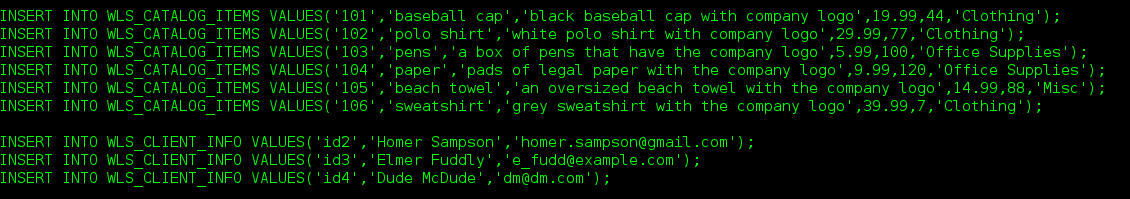 INSERT INTO WLS_CATALOG_ITEMS VALUES('101','baseball cap','black baseball cap with company logo',19.99,44,'Clothing');
INSERT INTO WLS_CATALOG_ITEMS VALUES('102','polo shirt','white polo shirt with company logo',29.99,77,'Clothing');
INSERT INTO WLS_CATALOG_ITEMS VALUES('103','pens','a box of pens that have the company logo',5.99,100,'Office Supplies');
INSERT INTO WLS_CATALOG_ITEMS VALUES('104','paper','pads of legal paper with the company logo',9.99,120,'Office Supplies');
INSERT INTO WLS_CATALOG_ITEMS VALUES('105','beach towel','an oversized beach towel with the company logo',14.99,88,'Misc');
INSERT INTO WLS_CATALOG_ITEMS VALUES('106','sweatshirt','grey sweatshirt with the company logo',39.99,7,'Clothing');
INSERT INTO WLS_CLIENT_INFO VALUES('id2','Homer Sampson','homer.sampson@gmail.com');
INSERT INTO WLS_CLIENT_INFO VALUES('id3','Elmer Fuddly','e_fudd@example.com');
INSERT INTO WLS_CLIENT_INFO VALUES('id4','Dude McDude','dm@dm.com');